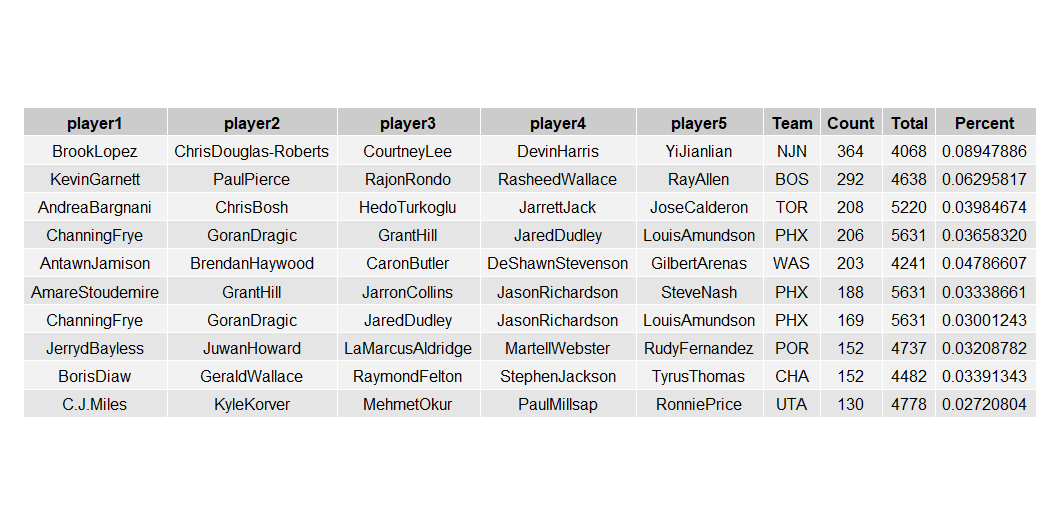 player1 player2 player3 player4 player5 Team Count Total Percent
BrookLopez ChrisDouglas-Roberts CourtneyLee DevinHarris YiJianlian NJN 364 4068 0.08947886
KevinGarnett PaulPierce RajonRondo RasheedWallace RayAllen BOS 292 4638 0.06295817
AndreaBargnani ChrisBosh HedoTurkoglu JarrettJack JoseCalderon TOR 208 5220 0.03984674
ChanningFrye GoranDragic GrantHill JaredDudley LouisAmundson PHX 206 5631 0.03658320
AntawnJamison BrendanHaywood CaronButler DeShawnStevenson GilbertArenas WAS 203 4241 0.04786607
AmareStoudemire GrantHill JarronCollins JasonRichardson SteveNash PHX 188 5631 0.03338661
ChanningFrye GoranDragic JaredDudley JasonRichardson LouisAmundson PHX 169 5631 0.03001243
JerrydBayless JuwanHoward LaMarcusAldridge MartellWebster RudyFernandez POR 152 4737 0.03208782
BorisDiaw GeraldWallace RaymondFelton StephenJackson TyrusThomas CHA 152 4482 0.03391343
C.J.Miles KyleKorver MehmetOkur PaulMillsap RonniePrice UTA 130 4778 0.02720804